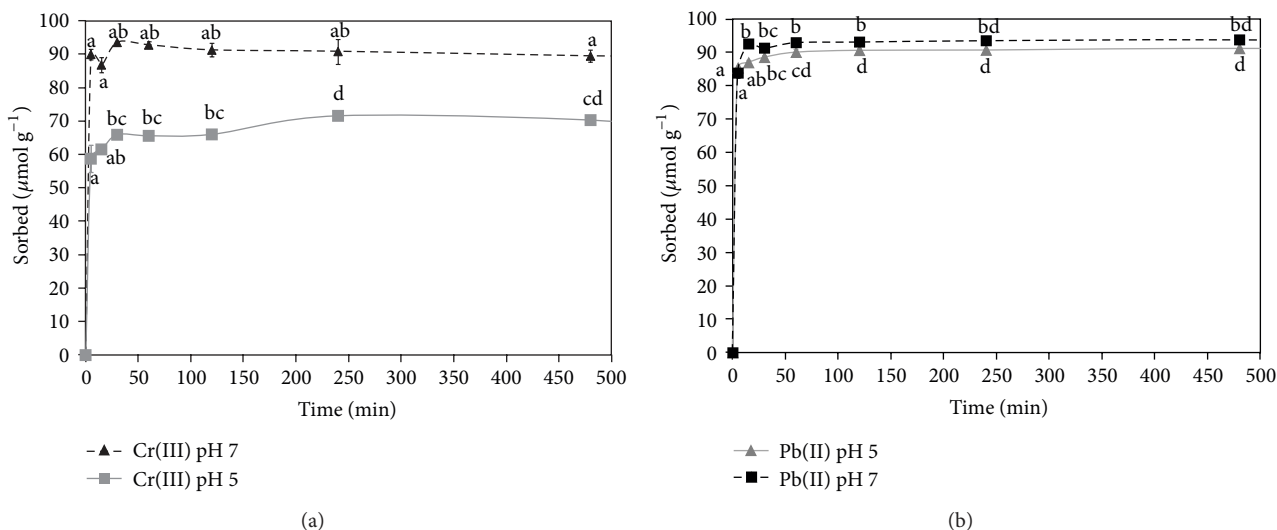 100
90
80
70
60
50
40
30
20
10
0
Sorbed (μmol g⁻¹)
a ab ab ab ab a
a
bc bc bc d cd
ab
a
0 50 100 150 200 250 300 350 400 450 500
Time (min)
Cr(III) pH 7
Cr(III) pH 5
(a)
100
90
80
70
60
50
40
30
20
10
0
Sorbed (μmol g⁻¹)
b bc b b bd bd
a
a ab bc cd d d d
0 50 100 150 200 250 300 350 400 450 500
Time (min)
Pb(II) pH 5
Pb(II) pH 7
(b)